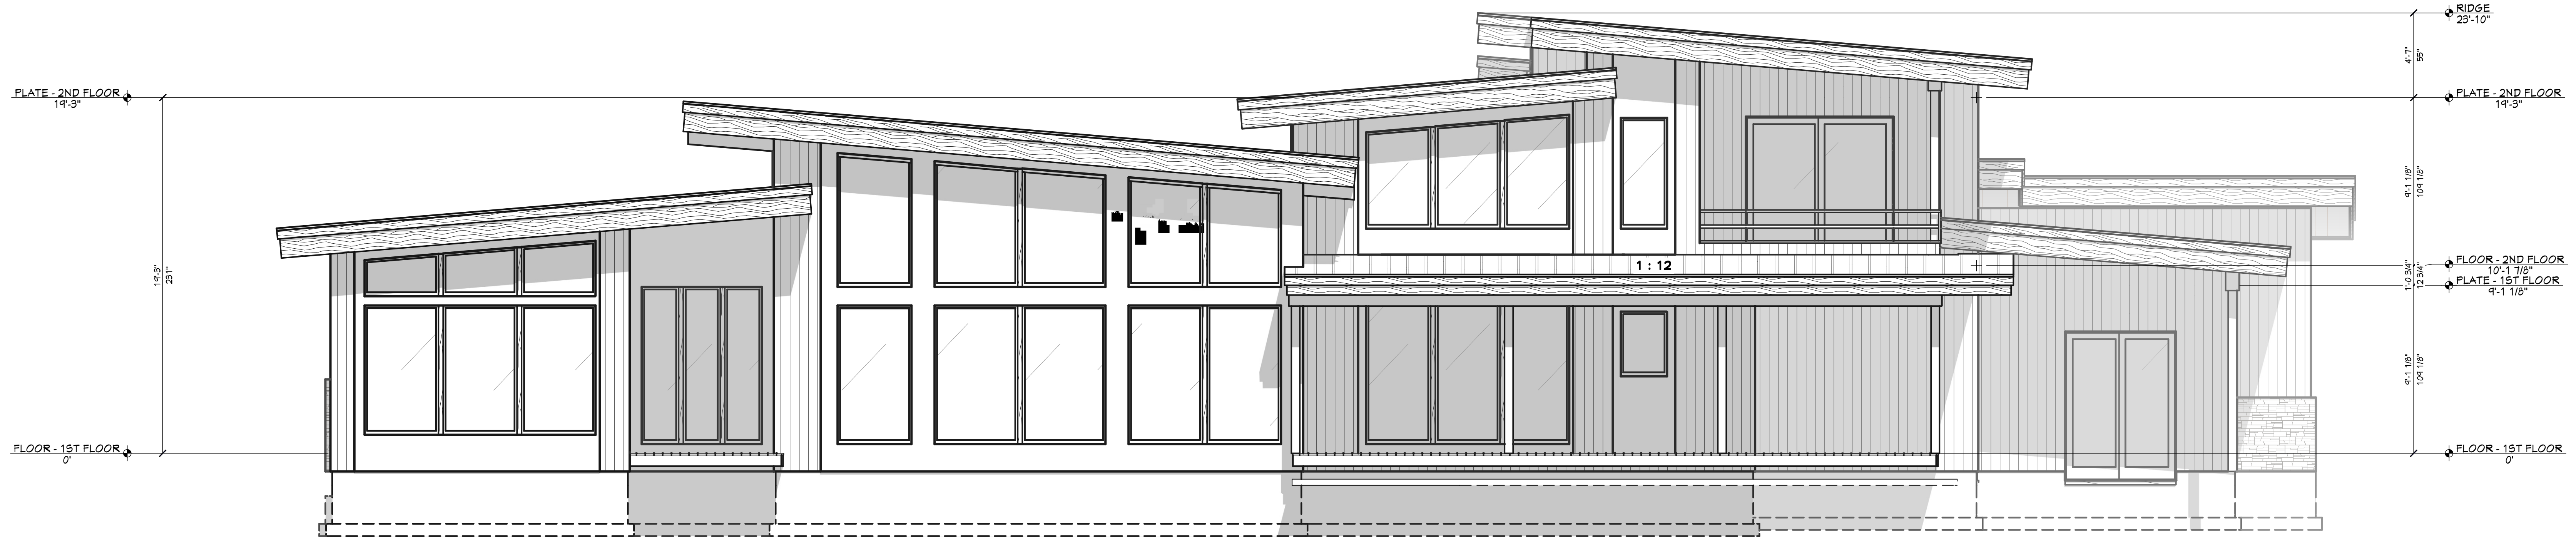 RIDGE
23'-10"
4'-7"
55"
PLATE - 2ND FLOOR
19'-3"
PLATE - 2ND FLOOR
19'-3"
9'-1 1/8"
109 1/8"
19'-3"
231"
1 : 12
FLOOR - 2ND FLOOR
10'-1 7/8"
1'-0 3/4"
12 3/4"
PLATE - 1ST FLOOR
9'-1 1/8"
9'-1 1/8"
109 1/8"
FLOOR - 1ST FLOOR
0'
FLOOR - 1ST FLOOR
0'